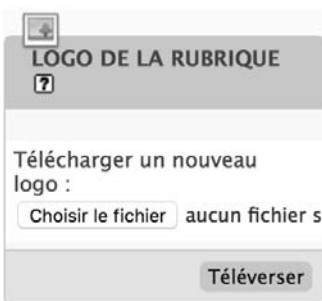 LOGO DE LA RUBRIQUE
?
Télécharger un nouveau
logo :
Choisir le fichier aucun fichier s
Téléverser